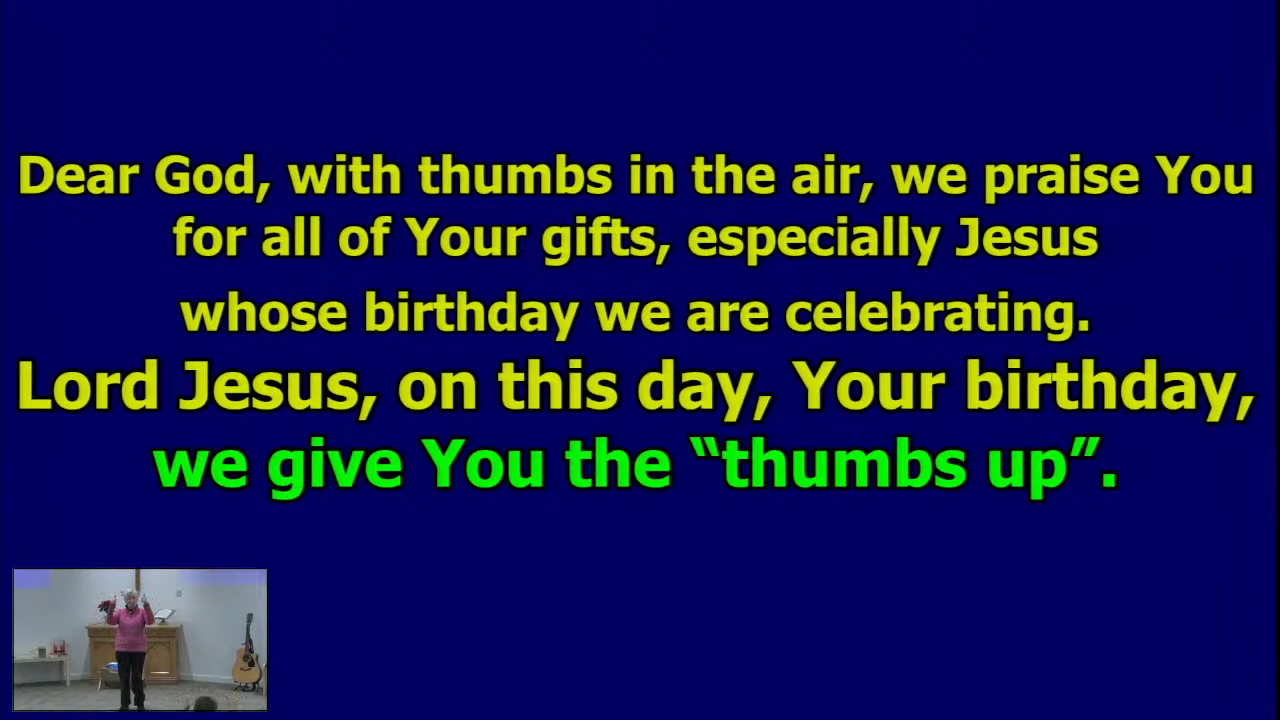 Dear God, with thumbs in the air, we praise You
for all of Your gifts, especially Jesus
whose birthday we are celebrating.
Lord Jesus, on this day, Your birthday,
we give You the “thumbs up”.